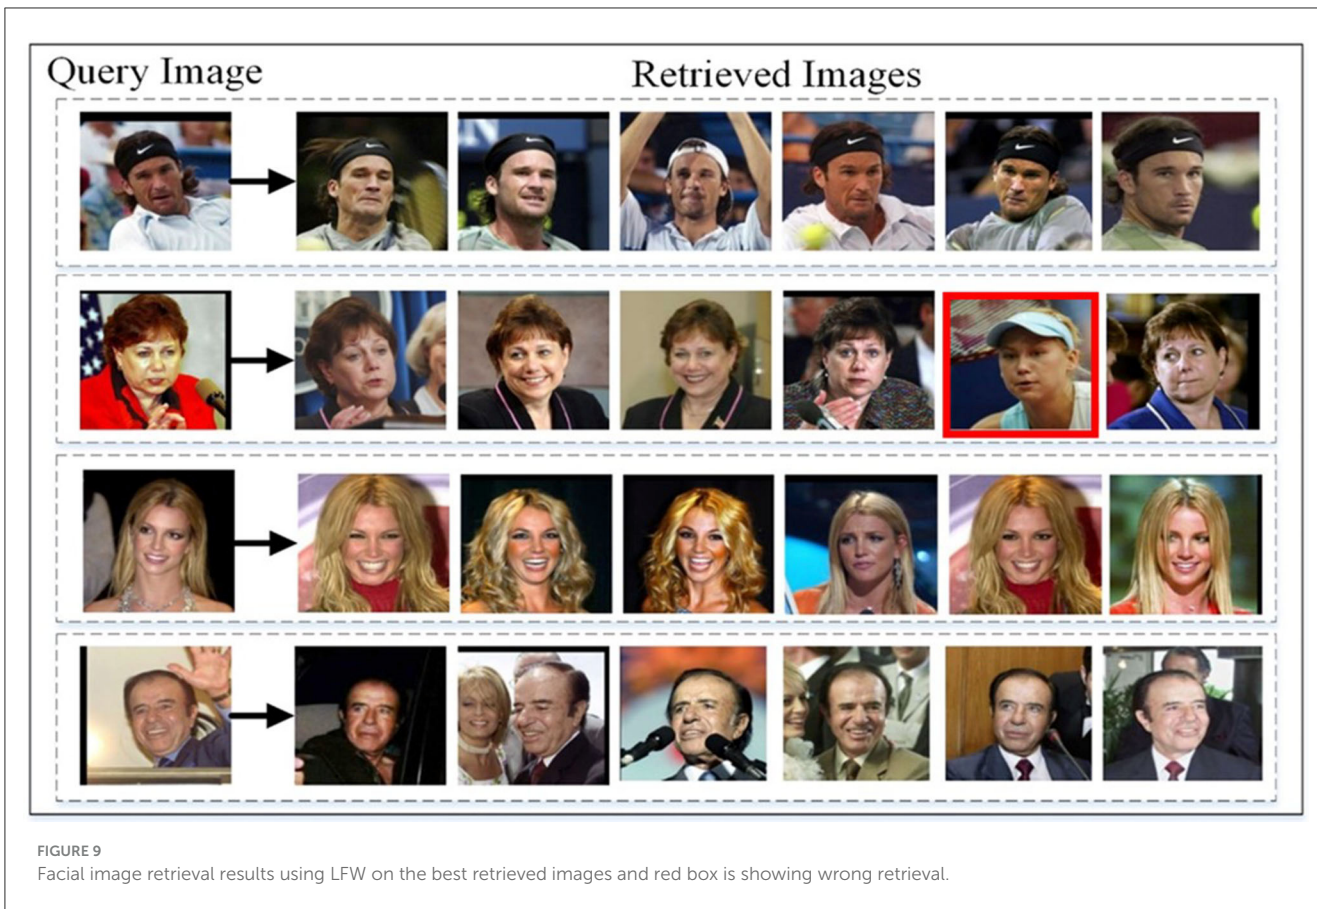 Query Image
Retrieved Images
FIGURE 9
Facial image retrieval results using LFW on the best retrieved images and red box is showing wrong retrieval.